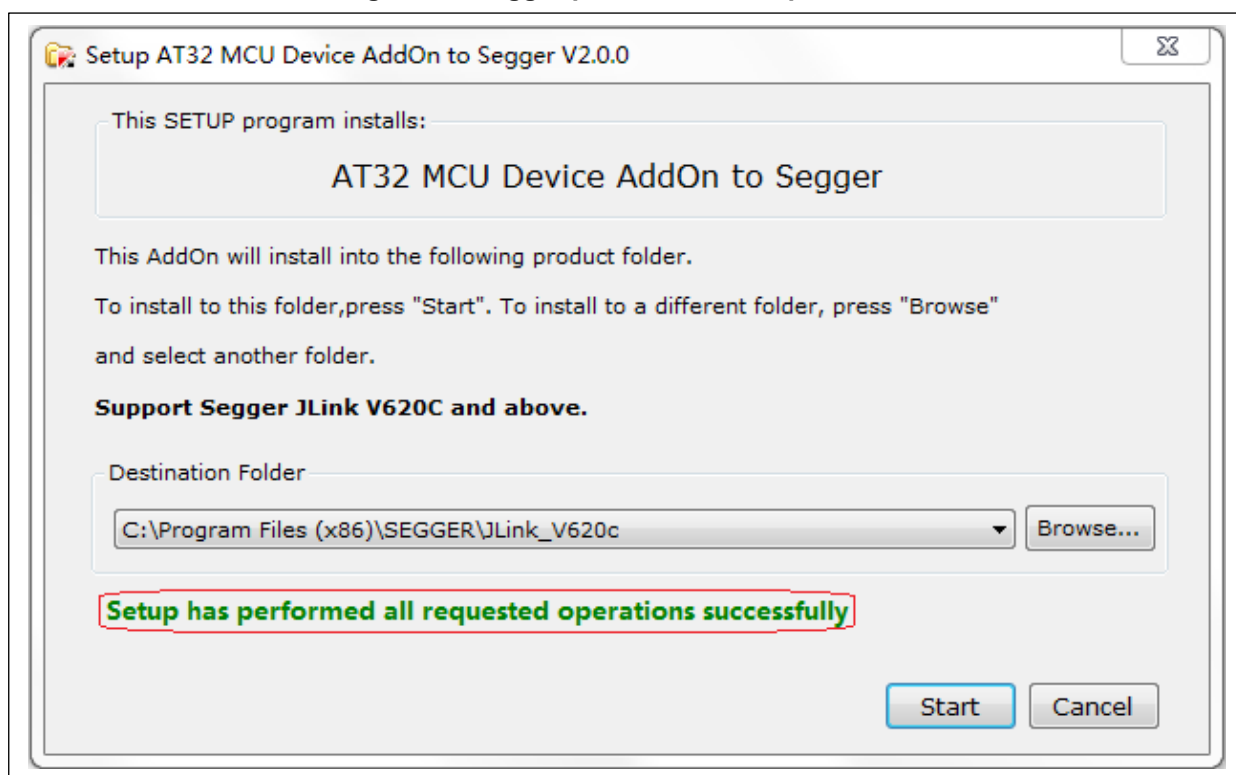 Setup AT32 MCU Device AddOn to Segger V2.0.0
This SETUP program installs:
AT32 MCU Device AddOn to Segger
This AddOn will install into the following product folder.
To install to this folder,press "Start". To install to a different folder, press "Browse"
and select another folder.
Support Segger JLink V620C and above.
Destination Folder
C:\Program Files (x86)\SEGGER\JLink_V620c
Browse...
Setup has performed all requested operations successfully
Start
Cancel